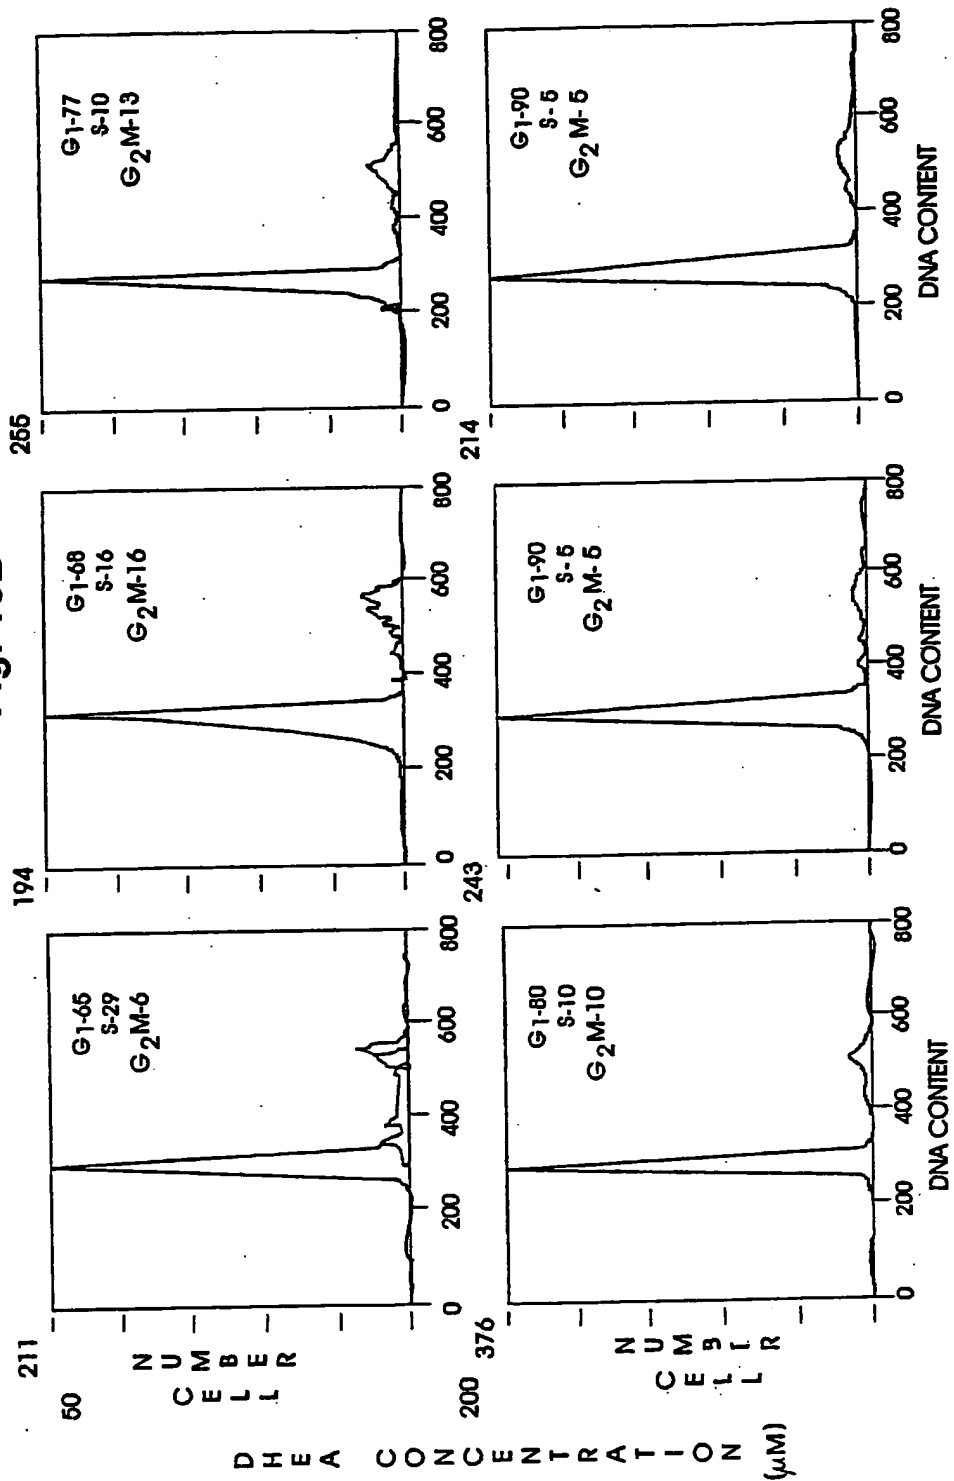 Fig.
DHEA CONCENTRATION (µM)
50
CELL NUMBER
211
G1-65
S-29
G2M-6
0 200 400 600 800
194
G1-68
S-16
G2M-16
0 200 400 600 800
255
G1-77
S-10
G2M-13
0 200 400 600 800
200
CELL NUMBER
376
G1-80
S-10
G2M-10
0 200 400 600 800
DNA CONTENT
243
G1-90
S-5
G2M-5
0 200 400 600 800
DNA CONTENT
214
G1-90
S-5
G2M-5
0 200 400 600 800
DNA CONTENT